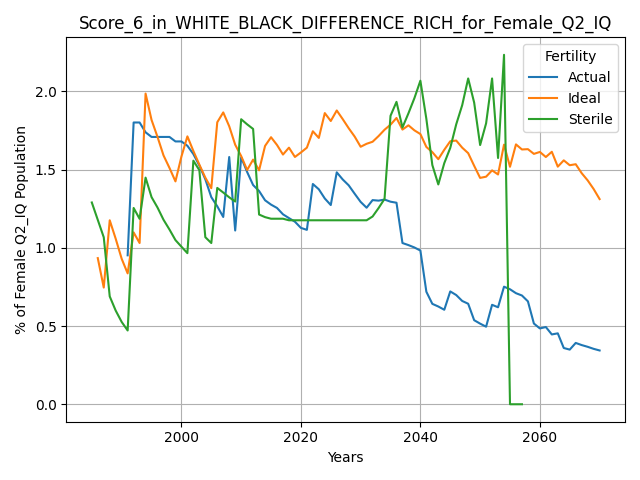 Score_6_in_WHITE_BLACK_DIFFERENCE_RICH_for_Female_Q2_IQ
Fertility
Actual
Ideal
Sterile
% of Female Q2_IQ Population
2.0
1.5
1.0
0.5
0.0
2000
2020
2040
2060
Years